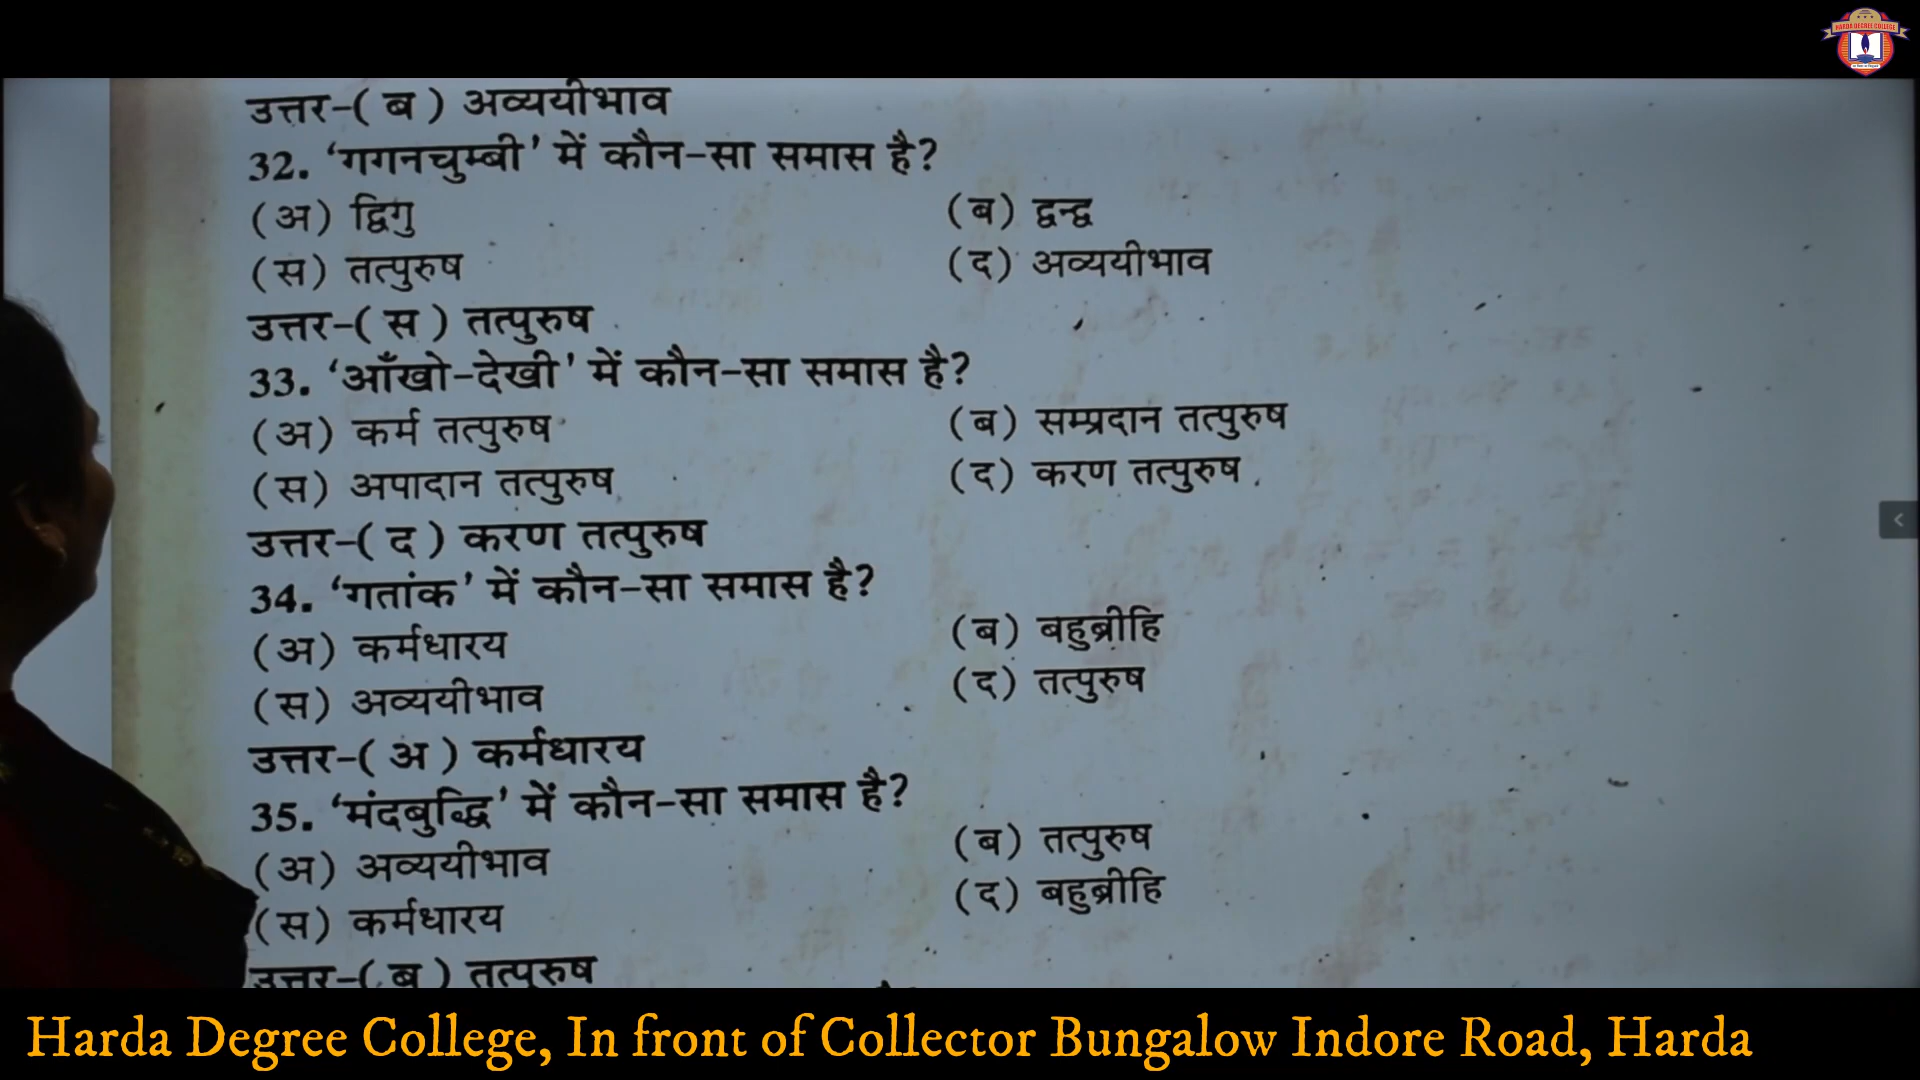 HARDA DEGREE COLLEGE
उत्तर-( ब ) अव्ययीभाव
32. ‘गगनचुम्बी’ में कौन-सा समास है?
(अ) द्विगु (ब) द्वन्द्व
(स) तत्पुरुष (द) अव्ययीभाव
उत्तर-( स ) तत्पुरुष
33. ‘आँखो-देखी’ में कौन-सा समास है?
(अ) कर्म तत्पुरुष (ब) सम्प्रदान तत्पुरुष
(स) अपादान तत्पुरुष (द) करण तत्पुरुष
उत्तर-( द ) करण तत्पुरुष
34. ‘गतांक’ में कौन-सा समास है?
(अ) कर्मधारय (ब) बहुब्रीहि
(स) अव्ययीभाव (द) तत्पुरुष
उत्तर-( अ ) कर्मधारय
35. ‘मंदबुद्धि’ में कौन-सा समास है?
(अ) अव्ययीभाव (ब) तत्पुरुष
(स) कर्मधारय (द) बहुब्रीहि
उत्तर-( ब ) तत्पुरुष
Harda Degree College, In front of Collector Bungalow Indore Road, Harda